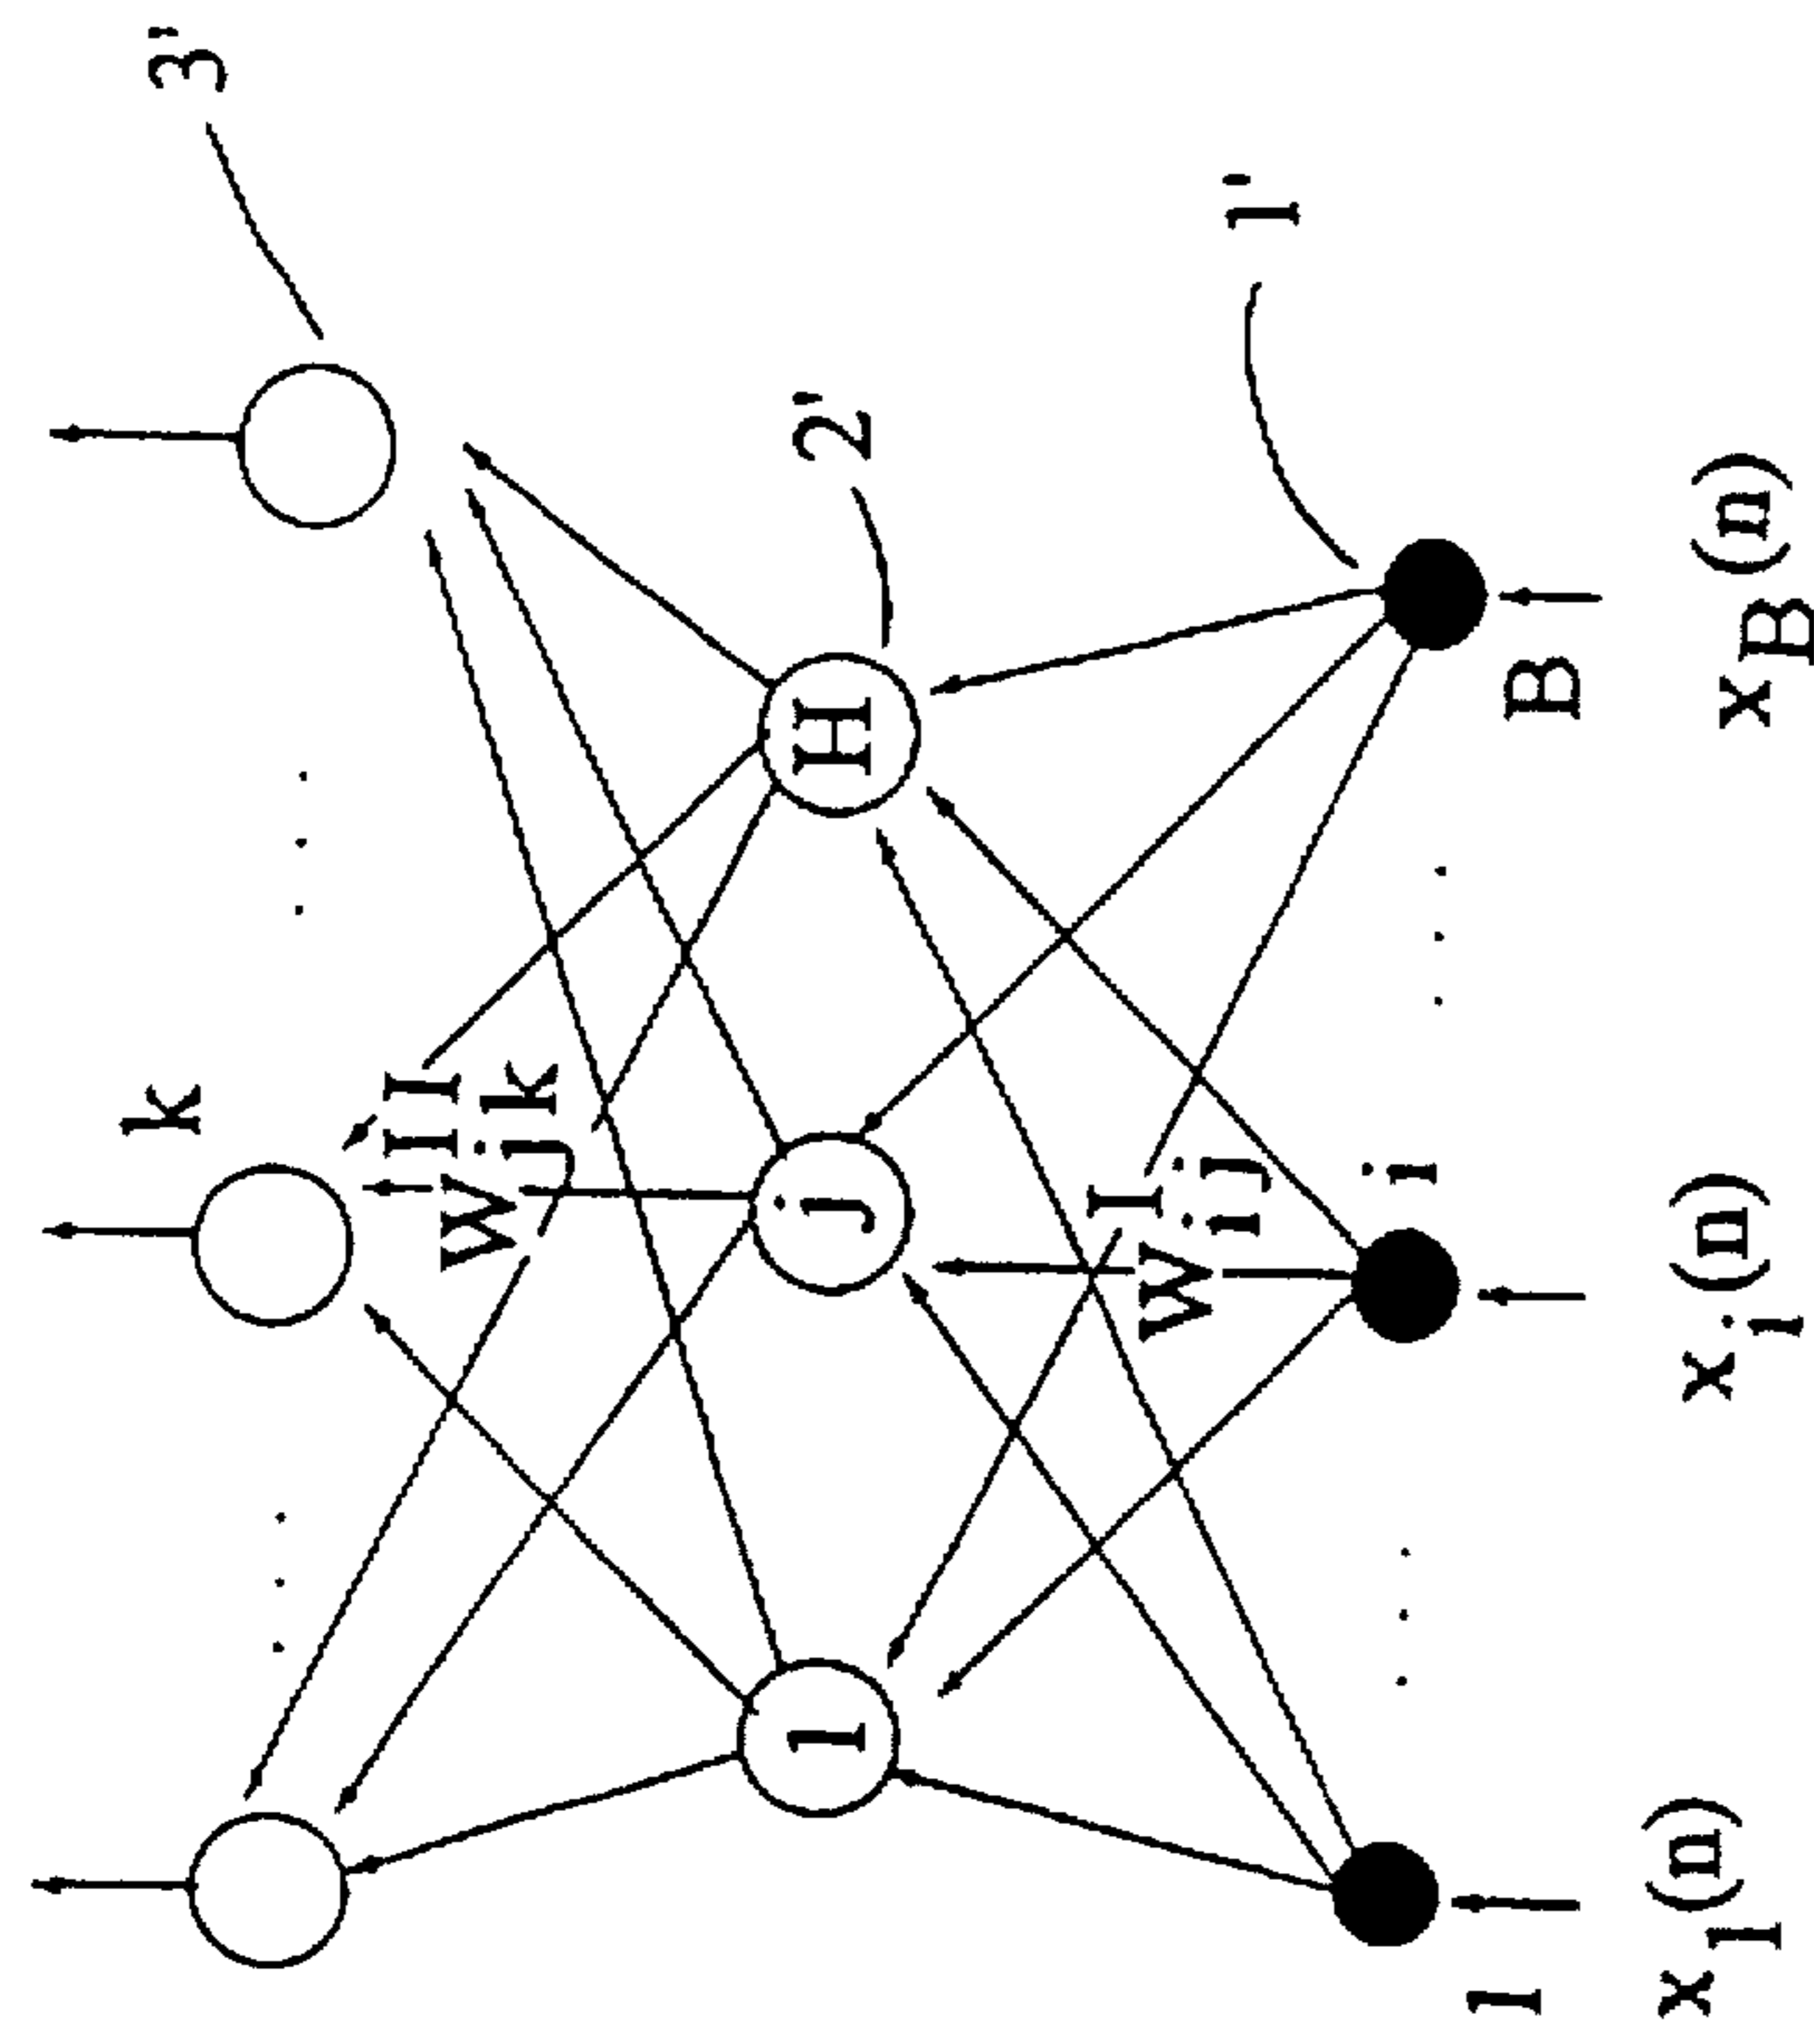 k
3'
w^II_jk
1
j
H
2'
w^I_ij
1'
1
i
B
x_1(n)
x_i(n)
x_B(n)